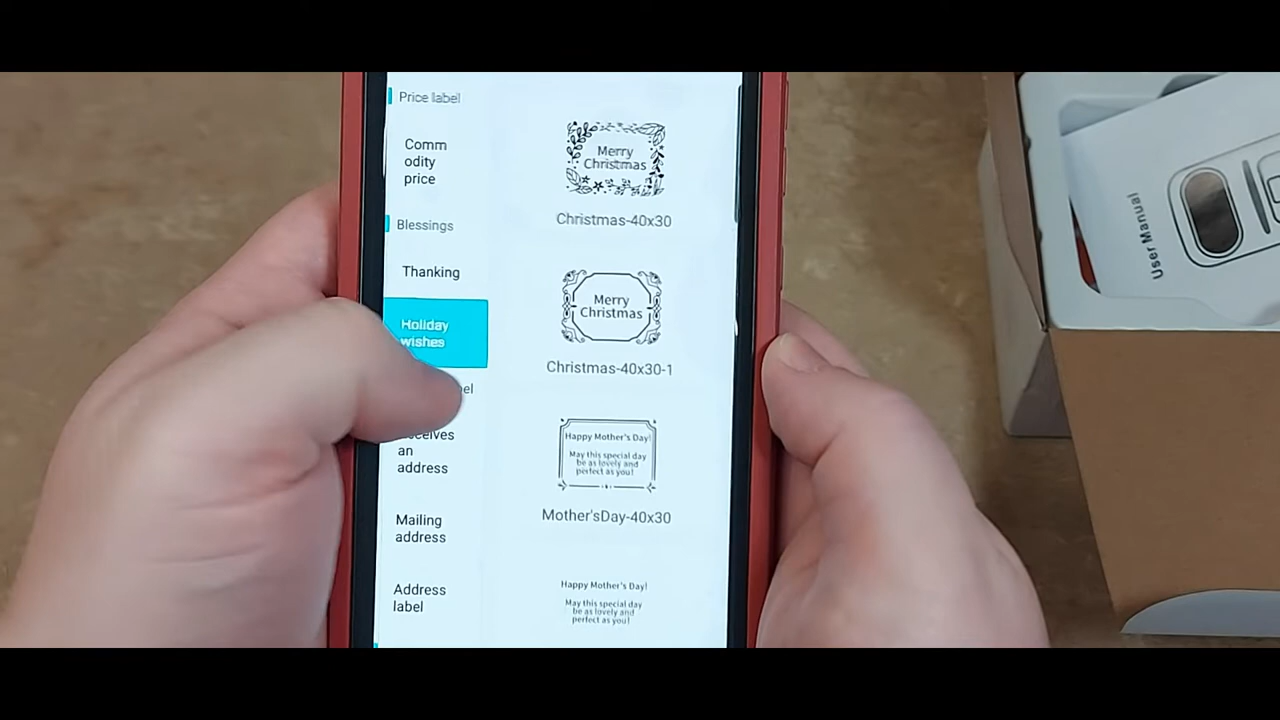 Price label
Comm
odity
price
Blessings
Thanking
Holiday
wishes
an
address
Mailing
address
Address
label
Merry
Christmas
Christmas-40x30
Merry
Christmas
Christmas-40x30-1
Happy Mother's Day!
May this special day
be as lovely and
perfect as you!
Mother'sDay-40x30
Happy Mother's Day!
May this special day
be as lovely and
perfect as you!
User Manual